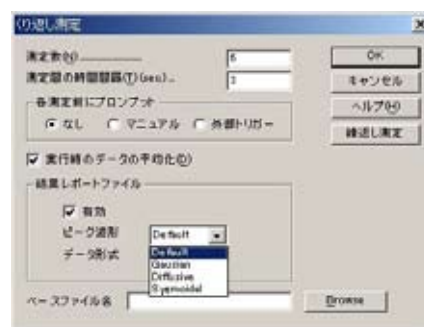 くり返し測定
測定数(N)
6
OK
測定間の時間間隔(T)(sec)
3
キャンセル
各測定前にプロンプト
ヘルプ(H)
なし マニュアル 外部トリガー
繰返し測定
実行時のデータの平均化(D)
結果レポートファイル
有効
ピーク波形
Default
データ形式
Default
Gaussian
Diffusive
Sygmoidal
ベースファイル名
Browse